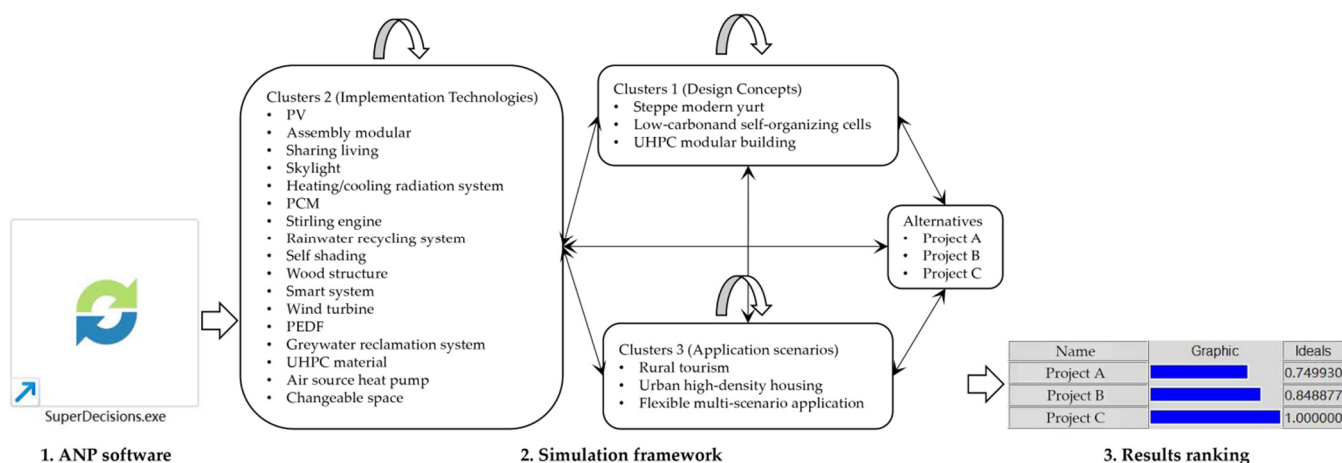 SuperDecisions.exe
1. ANP software
Clusters 2 (Implementation Technologies)
• PV
• Assembly modular
• Sharing living
• Skylight
• Heating/cooling radiation system
• PCM
• Stirling engine
• Rainwater recycling system
• Self shading
• Wood structure
• Smart system
• Wind turbine
• PEDF
• Greywater reclamation system
• UHPC material
• Air source heat pump
• Changeable space
Clusters 1 (Design Concepts)
• Steppe modern yurt
• Low-carbonand self-organizing cells
• UHPC modular building
Clusters 3 (Application scenarios)
• Rural tourism
• Urban high-density housing
• Flexible multi-scenario application
Alternatives
• Project A
• Project B
• Project C
2. Simulation framework
Name Graphic Ideals
Project A 0.749930
Project B 0.848877
Project C 1.000000
3. Results ranking